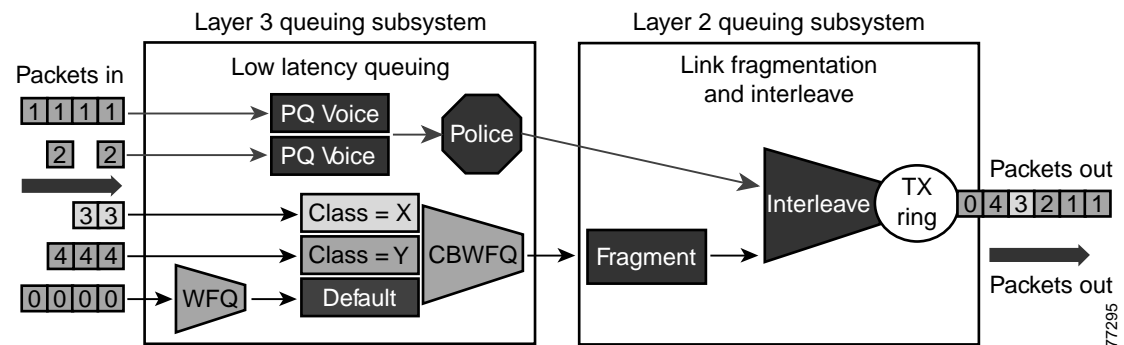 Layer 3 queuing subsystem
Layer 2 queuing subsystem
Low latency queuing
Link fragmentation
and interleave
Packets in
1 1 1 1
PQ Voice
Police
2 2
PQ Voice
3 3
Class = X
4 4 4
Class = Y
CBWFQ
0 0 0 0
WFQ
Default
Fragment
Interleave
TX
ring
Packets out
0 4 3 2 1 1
Packets out
77295